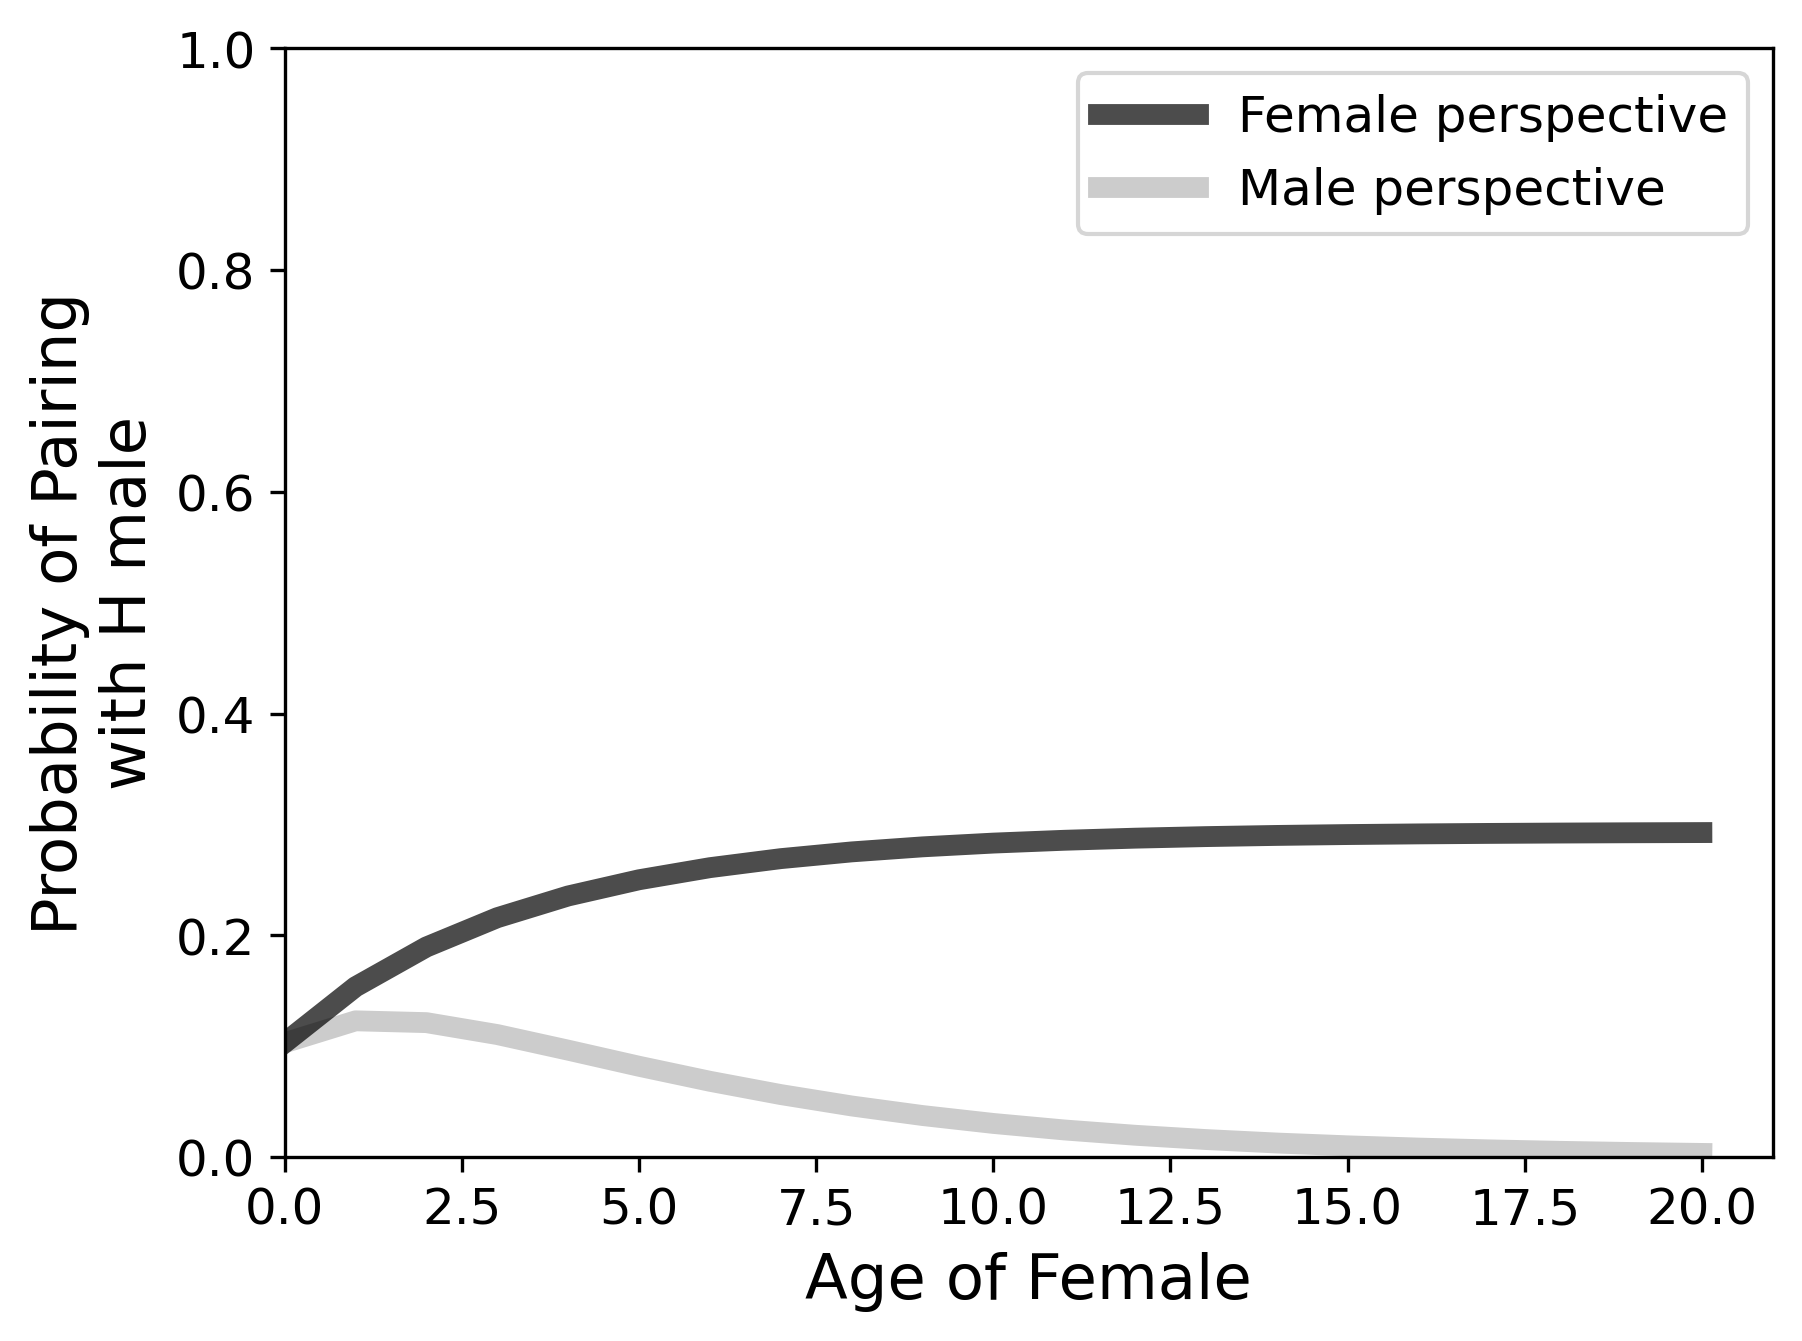 1.0
0.8
0.6
0.4
0.2
0.0
0.0 2.5 5.0 7.5 10.0 12.5 15.0 17.5 20.0
Probability of Pairing
with H male
Age of Female
Female perspective
Male perspective